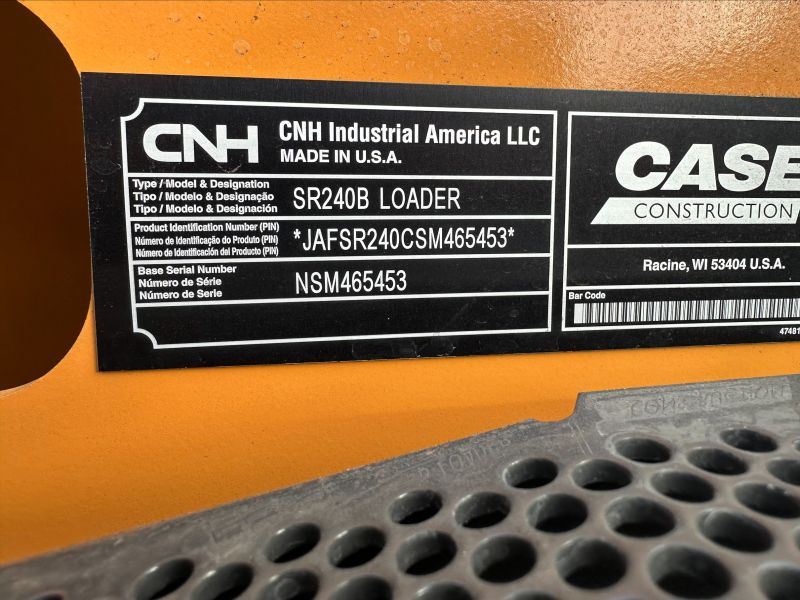 CNH
CNH Industrial America LLC
MADE IN U.S.A.
Type / Model & Designation
Tipo / Modelo & Designação
Tipo / Modelo & Designación
SR240B LOADER
Product Identification Number (PIN)
Número de Identificação do Produto (PIN)
Número de Identificación del Producto (PIN)
*JAFSR240CSM465453*
Base Serial Number
Número de Série
Número de Serie
NSM465453
CASE
CONSTRUCTION
Racine, WI 53404 U.S.A.
Bar Code
47481